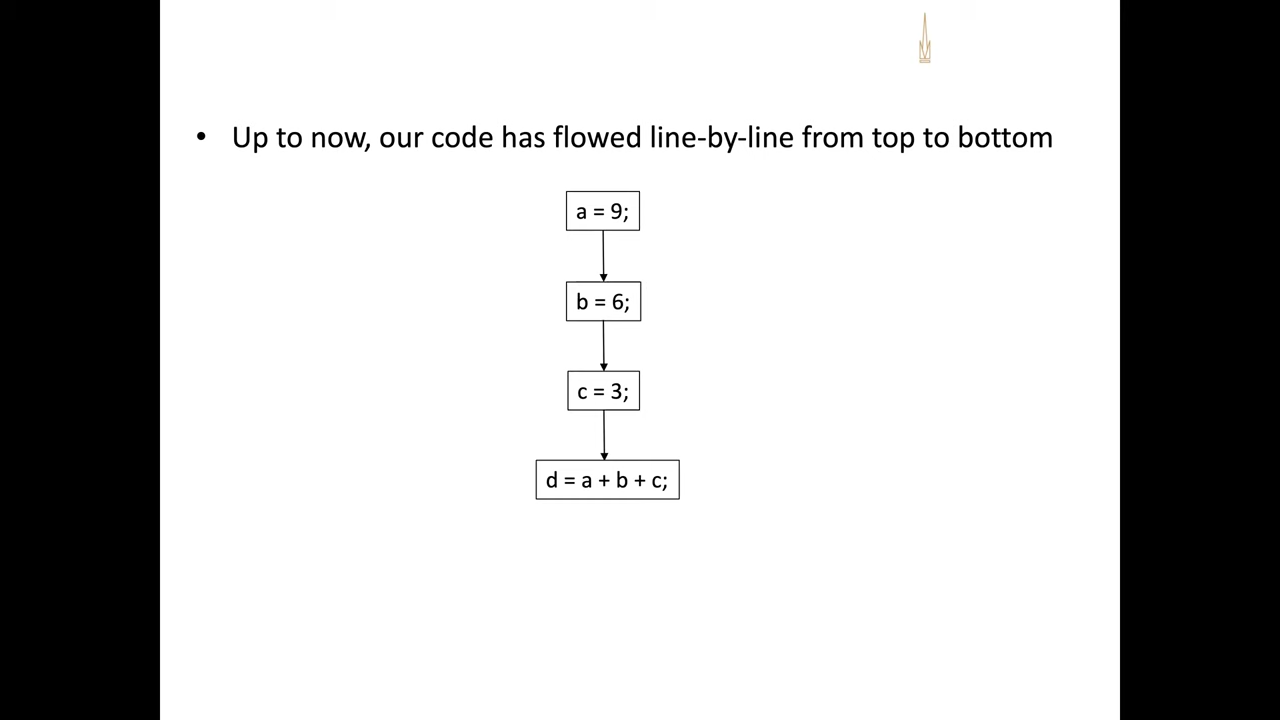 • Up to now, our code has flowed line-by-line from top to bottom
a = 9;
b = 6;
c = 3;
d = a + b + c;